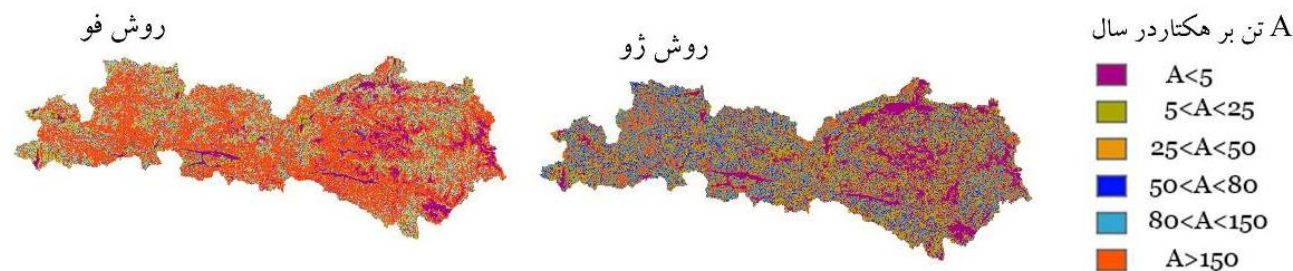 روش فو
روش ژو
A تن بر هکتاردر سال
A<5
5<A<25
25<A<50
50<A<80
80<A<150
A>150